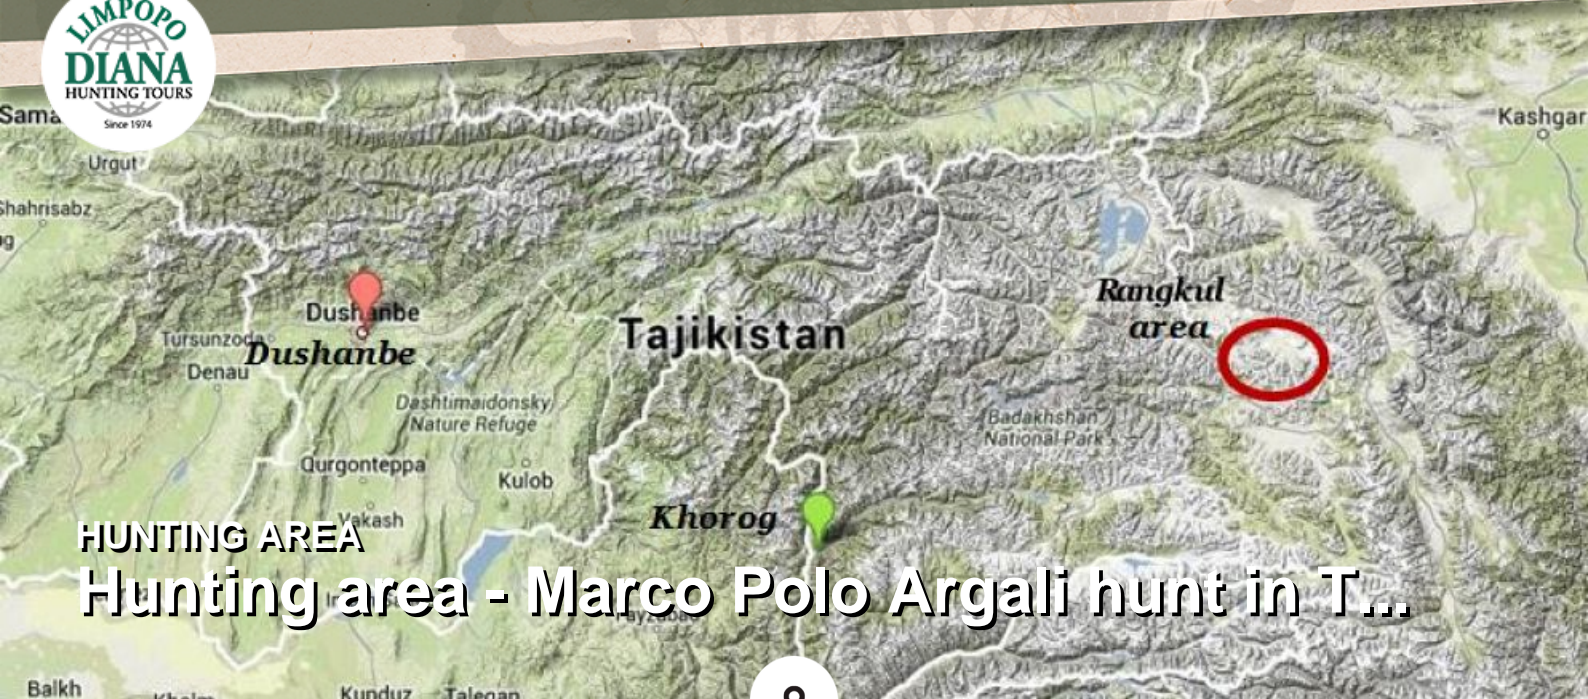 LIMPOPO
DIANA
HUNTING TOURS
Since 1974
Sama
Kashgar
Urgut
Shahrisabz
Rangkul
area
Dushanbe
Tajikistan
Tursunzoda
Dushanbe
Denau
Dashtimaidonsky
Nature Refuge
Badakhshan
National Park
Qurgonteppa
Kulob
Vakash
Khorog
HUNTING AREA
Hunting area - Marco Polo Argali hunt in T...
Balkh
Kunduz
Talegan